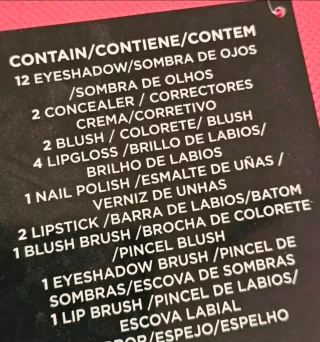 CONTAIN/CONTIENE/CONTEM
12 EYESHADOW/SOMBRA DE OJOS
/SOMBRA DE OLHOS
2 CONCEALER / CORRECTORES
CREMA/CORRETIVO
2 BLUSH / COLORETE/ BLUSH
4 LIPGLOSS /BRILLO DE LABIOS/
BRILHO DE LABIOS
1 NAIL POLISH /ESMALTE DE UÑAS /
VERNIZ DE UNHAS
2 LIPSTICK /BARRA DE LABIOS/BATOM
1 BLUSH BRUSH /BROCHA DE COLORETE
/PINCEL BLUSH
1 EYESHADOW BRUSH /PINCEL DE
SOMBRAS/ESCOVA DE SOMBRAS
1 LIP BRUSH /PINCEL DE LABIOS/
ESCOVA LABIAL
/ESPEJO/ESPELHO